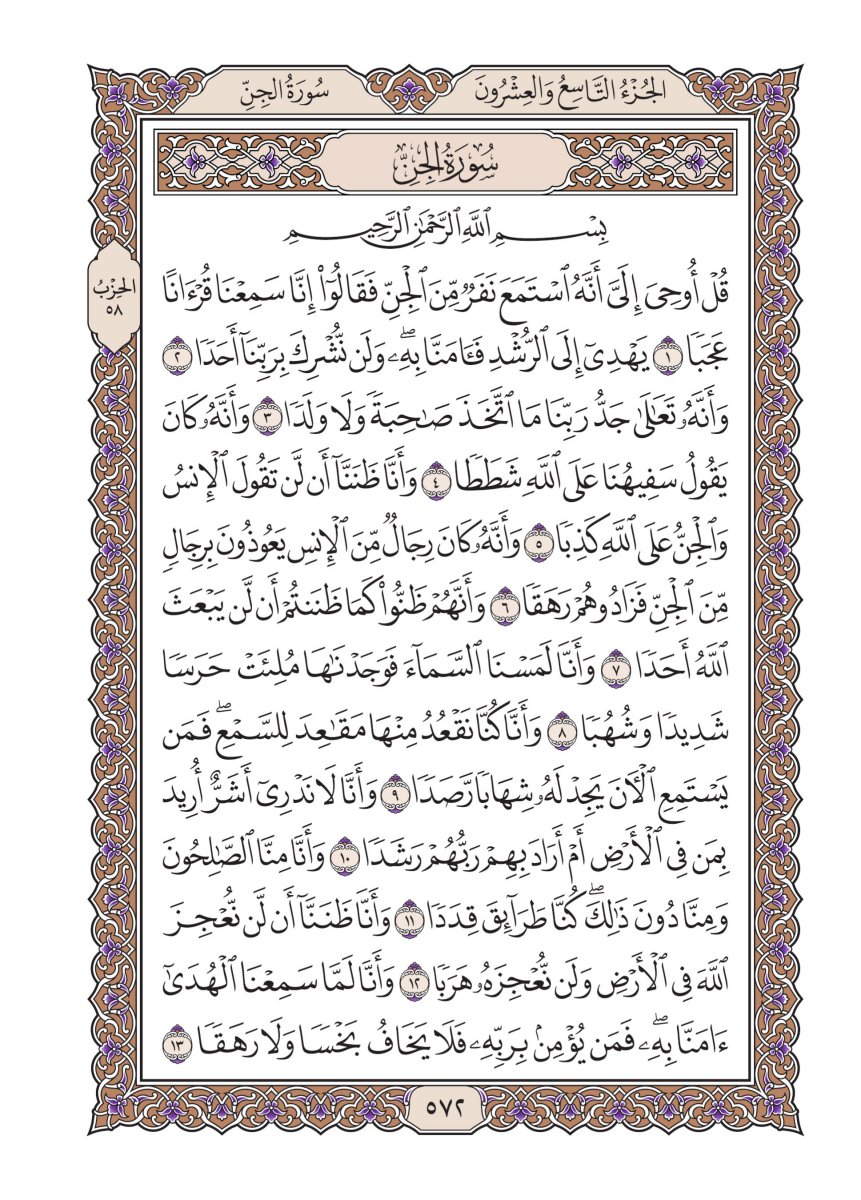 الجُزْءُ التَّاسِعُ وَالعِشْرُونَ
سُورَةُ الجِنِّ
سُورَةُ الجِنِّ
بِسْمِ ٱللَّهِ ٱلرَّحْمَٰنِ ٱلرَّحِيمِ
الحِزْبُ
٥٨
قُلْ أُوحِىَ إِلَىَّ أَنَّهُ ٱسْتَمَعَ نَفَرٌ مِّنَ ٱلْجِنِّ فَقَالُوٓا۟ إِنَّا سَمِعْنَا قُرْءَانًا
عَجَبًا ١ يَهْدِىٓ إِلَى ٱلرُّشْدِ فَـَٔامَنَّا بِهِۦۖ وَلَن نُّشْرِكَ بِرَبِّنَآ أَحَدًا ٢
وَأَنَّهُۥ تَعَٰلَىٰ جَدُّ رَبِّنَا مَا ٱتَّخَذَ صَٰحِبَةً وَلَا وَلَدًا ٣ وَأَنَّهُۥ كَانَ
يَقُولُ سَفِيهُنَا عَلَى ٱللَّهِ شَطَطًا ٤ وَأَنَّا ظَنَنَّآ أَن لَّن تَقُولَ ٱلْإِنسُ
وَٱلْجِنُّ عَلَى ٱللَّهِ كَذِبًا ٥ وَأَنَّهُۥ كَانَ رِجَالٌ مِّنَ ٱلْإِنسِ يَعُوذُونَ بِرِجَالٍ
مِّنَ ٱلْجِنِّ فَزَادُوهُمْ رَهَقًا ٦ وَأَنَّهُمْ ظَنُّوا۟ كَمَا ظَنَنتُمْ أَن لَّن يَبْعَثَ
ٱللَّهُ أَحَدًا ٧ وَأَنَّا لَمَسْنَا ٱلسَّمَآءَ فَوَجَدْنَٰهَا مُلِئَتْ حَرَسًا
شَدِيدًا وَشُهُبًا ٨ وَأَنَّا كُنَّا نَقْعُدُ مِنْهَا مَقَٰعِدَ لِلسَّمْعِۖ فَمَن
يَسْتَمِعِ ٱلْـَٔانَ يَجِدْ لَهُۥ شِهَابًا رَّصَدًا ٩ وَأَنَّا لَا نَدْرِىٓ أَشَرٌّ أُرِيدَ
بِمَن فِى ٱلْأَرْضِ أَمْ أَرَادَ بِهِمْ رَبُّهُمْ رَشَدًا ١٠ وَأَنَّا مِنَّا ٱلصَّٰلِحُونَ
وَمِنَّا دُونَ ذَٰلِكَۖ كُنَّا طَرَآئِقَ قِدَدًا ١١ وَأَنَّا ظَنَنَّآ أَن لَّن نُّعْجِزَ
ٱللَّهَ فِى ٱلْأَرْضِ وَلَن نُّعْجِزَهُۥ هَرَبًا ١٢ وَأَنَّا لَمَّا سَمِعْنَا ٱلْهُدَىٰٓ
ءَامَنَّا بِهِۦۖ فَمَن يُؤْمِنۢ بِرَبِّهِۦ فَلَا يَخَافُ بَخْسًا وَلَا رَهَقًا ١٣
٥٧٢